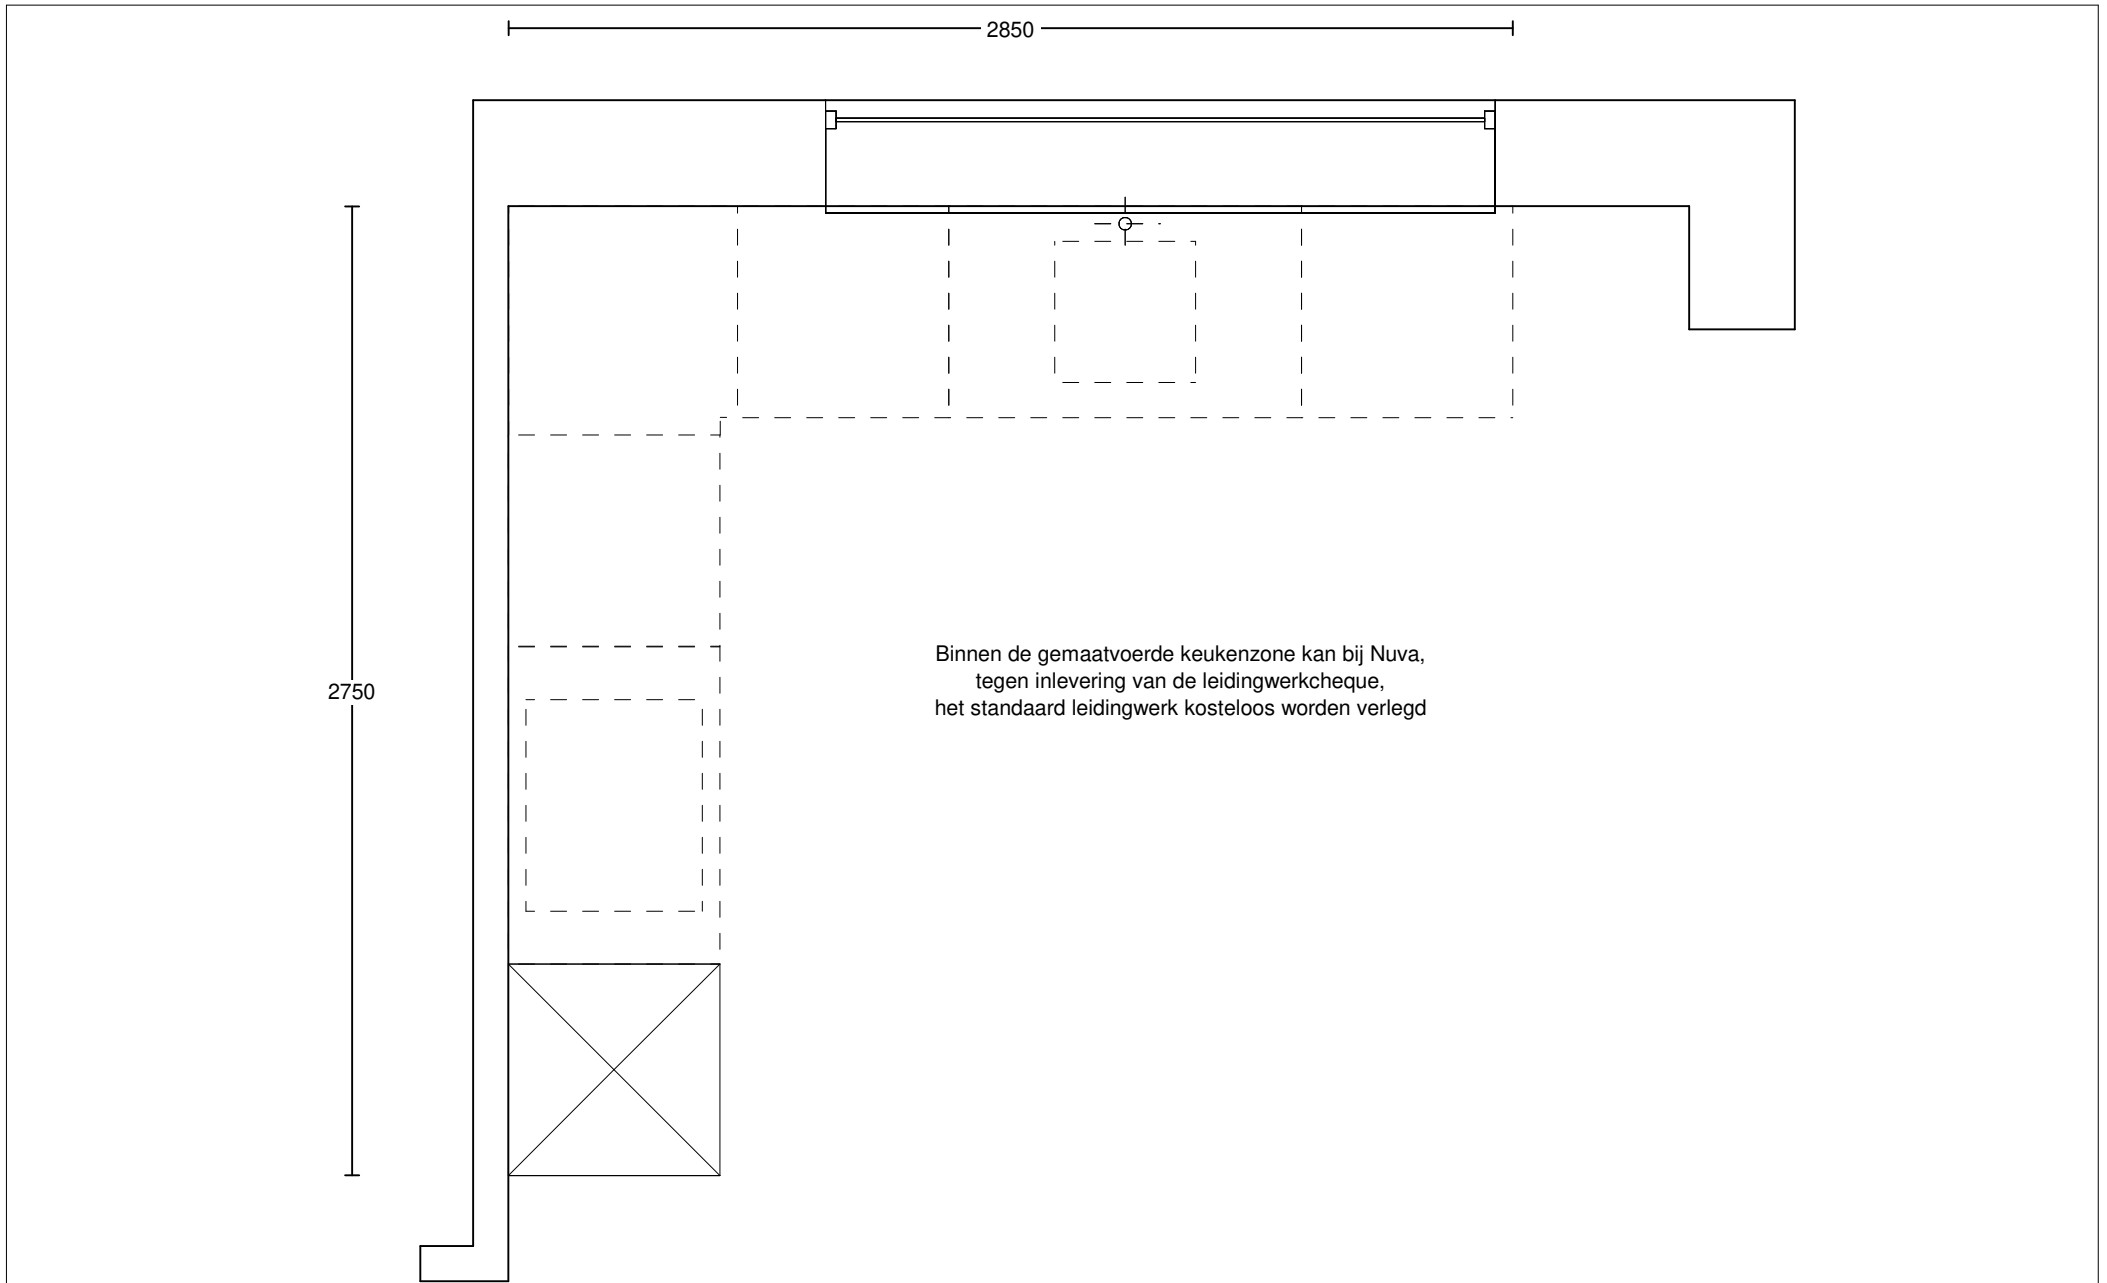 2850
2750
Binnen de gemaatvoerde keukenzone kan bij Nuva,
tegen inlevering van de leidingwerkcheque,
het standaard leidingwerk kosteloos worden verlegd